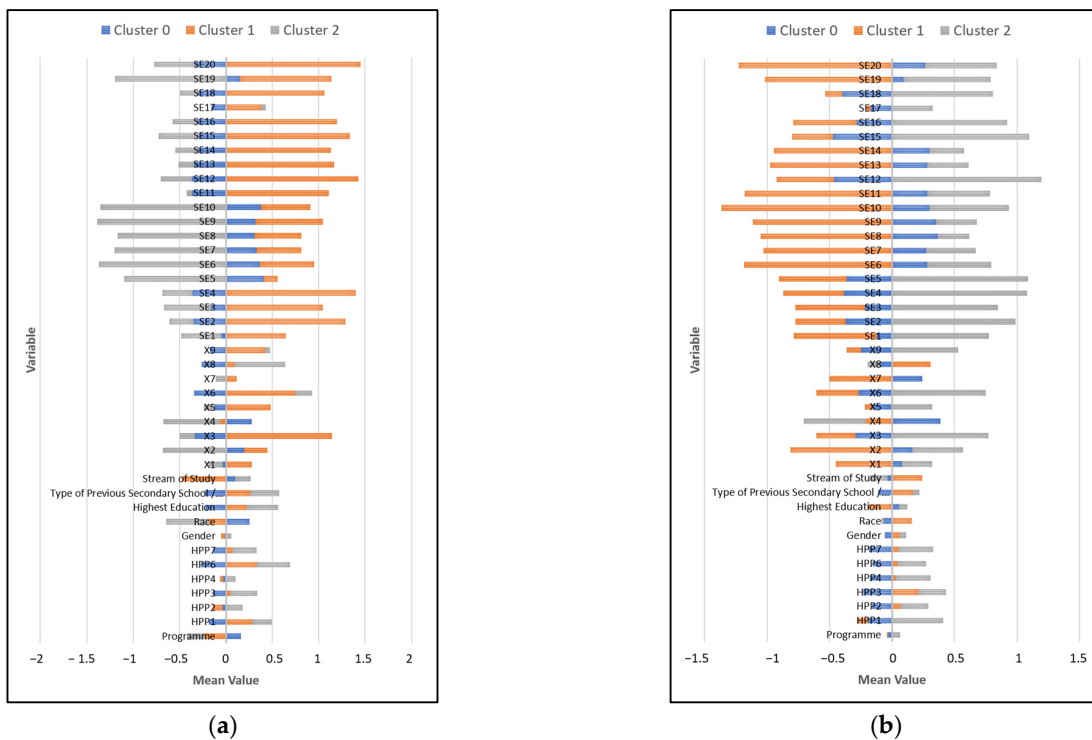 Cluster 0 Cluster 1 Cluster 2
SE20
SE19
SE18
SE17
SE16
SE15
SE14
SE13
SE12
SE11
SE10
SE9
SE8
SE7
SE6
SE5
SE4
SE3
SE2
SE1
X9
X8
X7
X6
X5
X4
X3
X2
X1
Stream of Study
Type of Previous Secondary School /...
Highest Education
Race
Gender
HPP7
HPP6
HPP4
HPP3
HPP2
HPP1
Programme
Variable
−2 −1 −0.5 0 0.5 1 1.5 2
Mean Value
(a)
Cluster 0 Cluster 1 Cluster 2
SE20
SE19
SE18
SE17
SE16
SE15
SE14
SE13
SE12
SE11
SE10
SE9
SE8
SE7
SE6
SE5
SE4
SE3
SE2
SE1
X9
X8
X7
X6
X5
X4
X3
X2
X1
Stream of Study
Type of Previous Secondary School /...
Highest Education
Race
Gender
HPP7
HPP6
HPP4
HPP3
HPP2
HPP1
Programme
Variable
−1.5 −1 −0.5 0 0.5 1 1.5
Mean Value
(b)